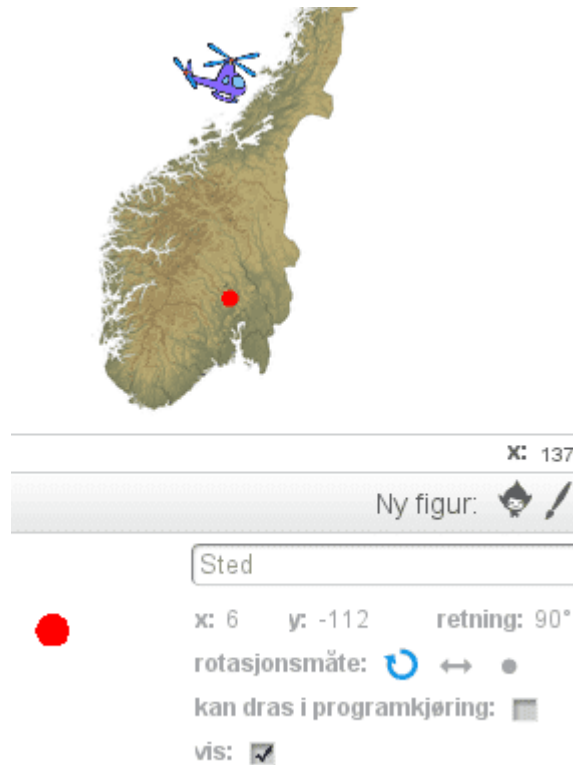 x: 137
Ny figur:
Sted
x: 6 y: -112 retning: 90°
rotasjonsmåte:
kan dras i programkjøring:
vis: